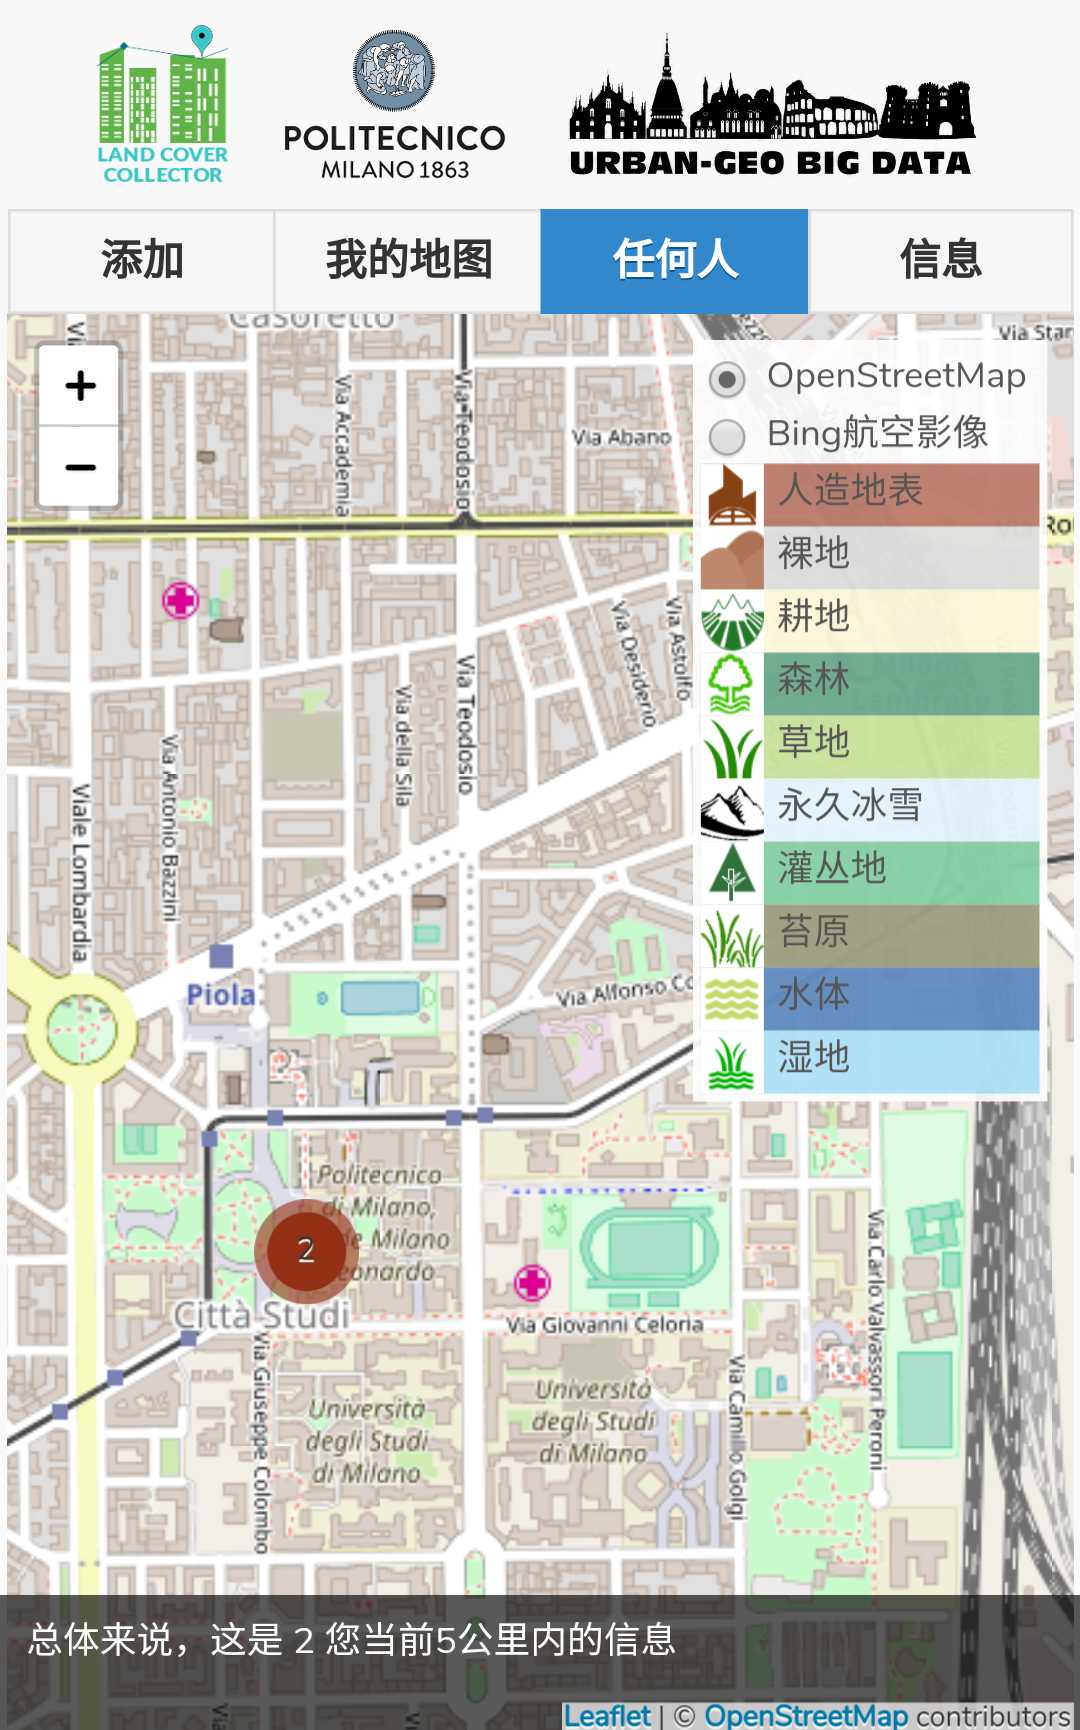 LAND COVER
COLLECTOR
POLITECNICO
MILANO 1863
URBAN-GEO BIG DATA
添加
我的地图
任何人
信息
Casoretto
Via Abano
Via Accademia
Via Teodosio
+
−
OpenStreetMap
Bing航空影像
人造地表
裸地
耕地
森林
草地
永久冰雪
灌丛地
苔原
水体
湿地
Via Desiderio
Via Astolfo
Via Teodosio
Via della Sila
Via Antonio Bazzini
Viale Lombardia
Piola
Via Alfonso Co
Politecnico
di Milano,
de Milano
eonardo
2
Città Studi
Via Giovanni Celoria
Via Giuseppe Colombo
Università
degli Studi
di Milano
Università
degli Studi
di Milano
Via Camillo Golgi
Via Carlo Valvassori Peroni
总体来说，这是 2 您当前5公里内的信息
Leaflet | © OpenStreetMap contributors